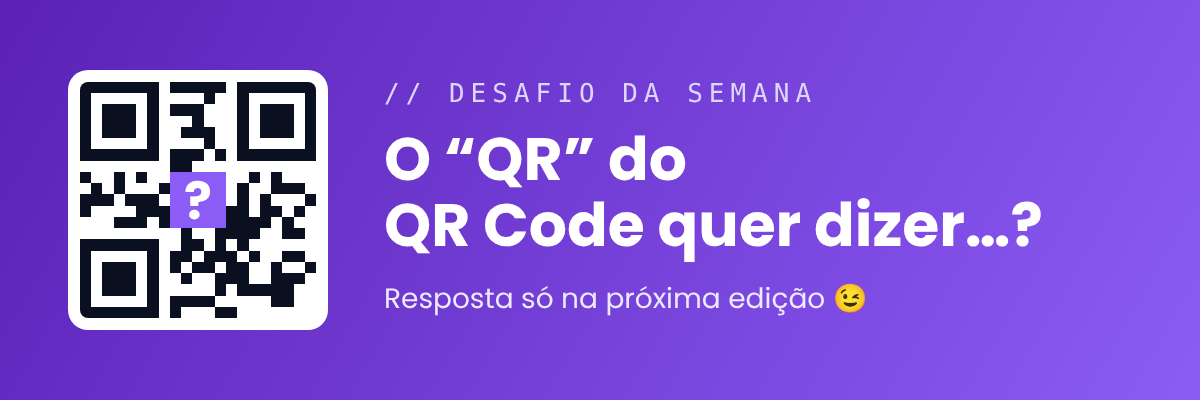 ?
// DESAFIO DA SEMANA
O “QR” do
QR Code quer dizer...?
Resposta só na próxima edição 😉